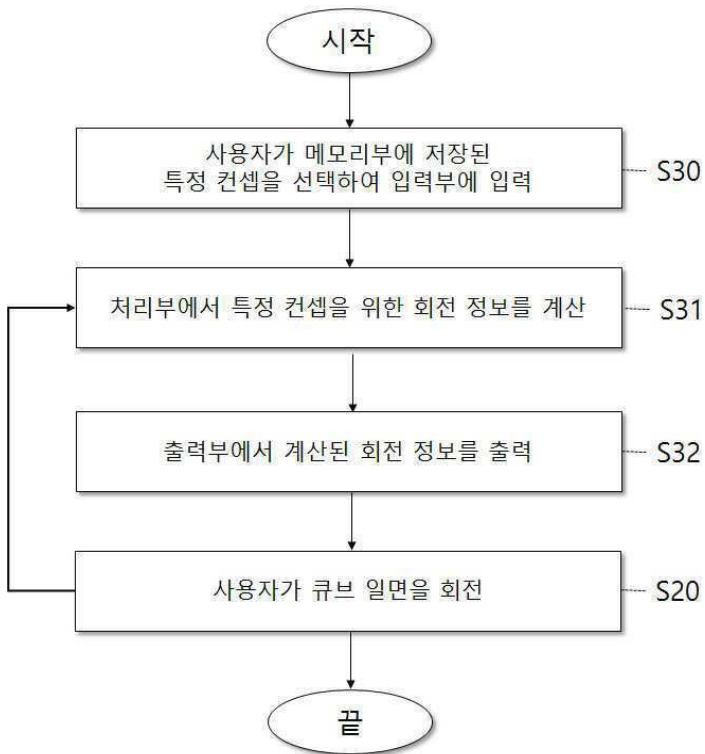 시작
사용자가 메모리부에 저장된
특정 컨셉을 선택하여 입력부에 입력
S30
처리부에서 특정 컨셉을 위한 회전 정보를 계산
S31
출력부에서 계산된 회전 정보를 출력
S32
사용자가 큐브 일면을 회전
S20
끝